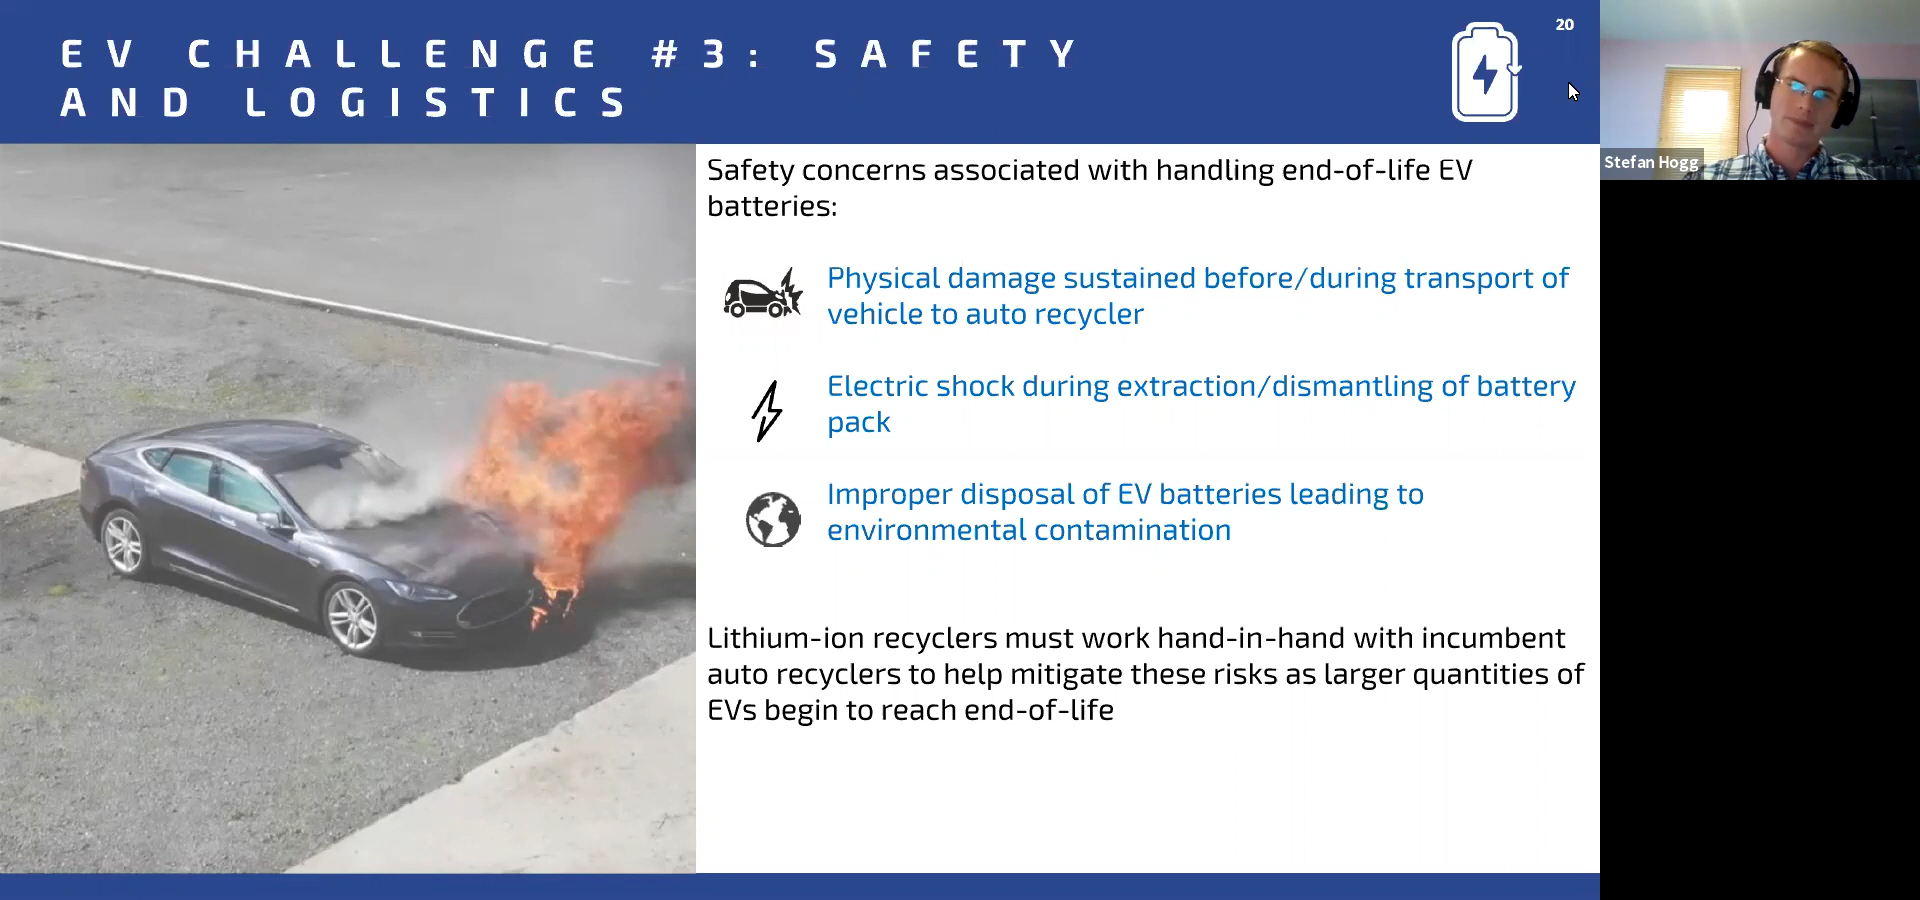 EV CHALLENGE #3: SAFETY
AND LOGISTICS
20
Stefan Hogg
Safety concerns associated with handling end-of-life EV
batteries:
Physical damage sustained before/during transport of
vehicle to auto recycler
Electric shock during extraction/dismantling of battery
pack
Improper disposal of EV batteries leading to
environmental contamination
Lithium-ion recyclers must work hand-in-hand with incumbent
auto recyclers to help mitigate these risks as larger quantities of
EVs begin to reach end-of-life